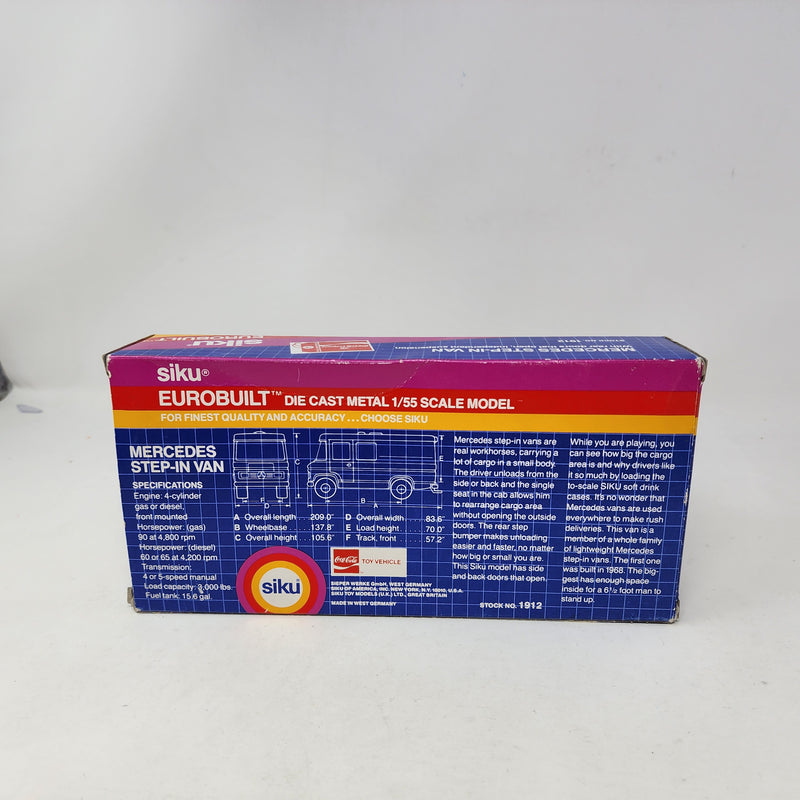 siku
EUROBUILT
MERCEDES STEP-IN VAN
STOCK NO. 1912
siku®
EUROBUILT™ DIE CAST METAL 1/55 SCALE MODEL
FOR FINEST QUALITY AND ACCURACY...CHOOSE SIKU
MERCEDES
STEP-IN VAN
SPECIFICATIONS
Engine: 4-cylinder
gas or diesel,
front mounted
Horsepower: (gas)
90 at 4,800 rpm
Horsepower: (diesel)
60 or 65 at 4,200 rpm
Transmission:
4 or 5-speed manual
Load capacity: 3,000 lbs.
Fuel tank: 15.6 gal.
C
E
F
D
B
A
A Overall length . . . 209.0"
B Wheelbase . . . . 137.8"
C Overall height . . . 105.6"
D Overall width . . . 83.6"
E Load height . . . . 70.0"
F Track, front . . . . 57.2"
siku®
Coca-Cola
TOY VEHICLE
SIEPER WERKE GmbH, WEST GERMANY
SIKU OF AMERICA, INC. NEW YORK, N.Y. 10010, U.S.A.
SIKU TOY MODELS (U.K.) LTD., GREAT BRITAIN
MADE IN WEST GERMANY
Mercedes step-in vans are
real workhorses, carrying a
lot of cargo in a small body.
The driver unloads from the
side or back and the single
seat in the cab allows him
to rearrange cargo area
without opening the outside
doors. The rear step
bumper makes unloading
easier and faster, no matter
how big or small you are.
This Siku model has side
and back doors that open.
STOCK NO. 1912
While you are playing, you
can see how big the cargo
area is and why drivers like
it so much by loading the
to-scale SIKU soft drink
cases. It's no wonder that
Mercedes vans are used
everywhere to make rush
deliveries. This van is a
member of a whole family
of lightweight Mercedes
step-in vans. The first one
was built in 1968. The big-
gest has enough space
inside for a 6½ foot man to
stand up.